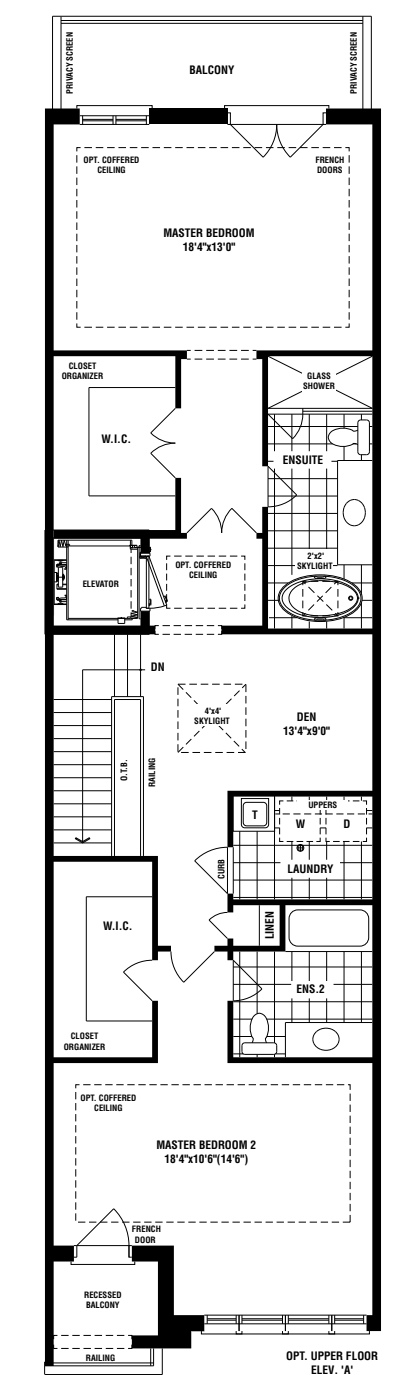 PRIVACY SCREEN
BALCONY
PRIVACY SCREEN
OPT. COFFERED
CEILING
FRENCH
DOORS
MASTER BEDROOM
18'4"x13'0"
CLOSET
ORGANIZER
GLASS
SHOWER
W.I.C.
ENSUITE
2'x2'
SKYLIGHT
ELEVATOR
OPT. COFFERED
CEILING
DN
4'x4'
SKYLIGHT
DEN
13'4"x9'0"
O.T.B.
RAILING
UPPERS
T
W
D
CURB
LAUNDRY
W.I.C.
LINEN
ENS.2
CLOSET
ORGANIZER
OPT. COFFERED
CEILING
MASTER BEDROOM 2
18'4"x10'6"(14'6")
FRENCH
DOOR
RECESSED
BALCONY
RAILING
OPT. UPPER FLOOR
ELEV. 'A'